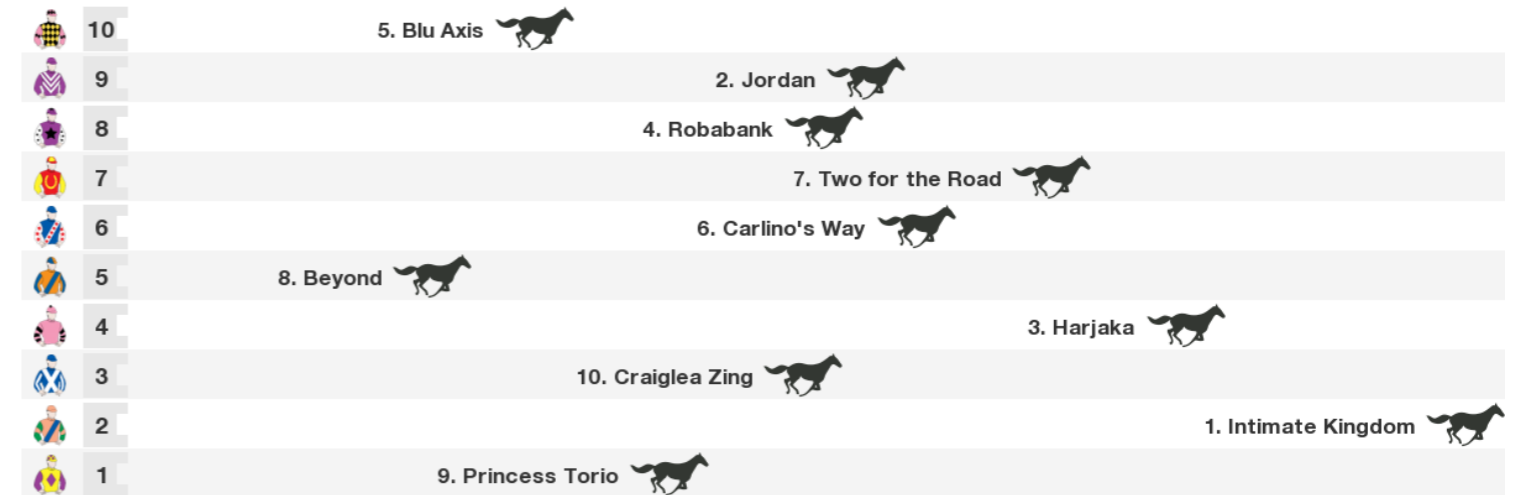 10 5. Blu Axis
9 2. Jordan
8 4. Robabank
7 7. Two for the Road
6 6. Carlino's Way
5 8. Beyond
4 3. Harjaka
3 10. Craiglea Zing
2 1. Intimate Kingdom
1 9. Princess Torio